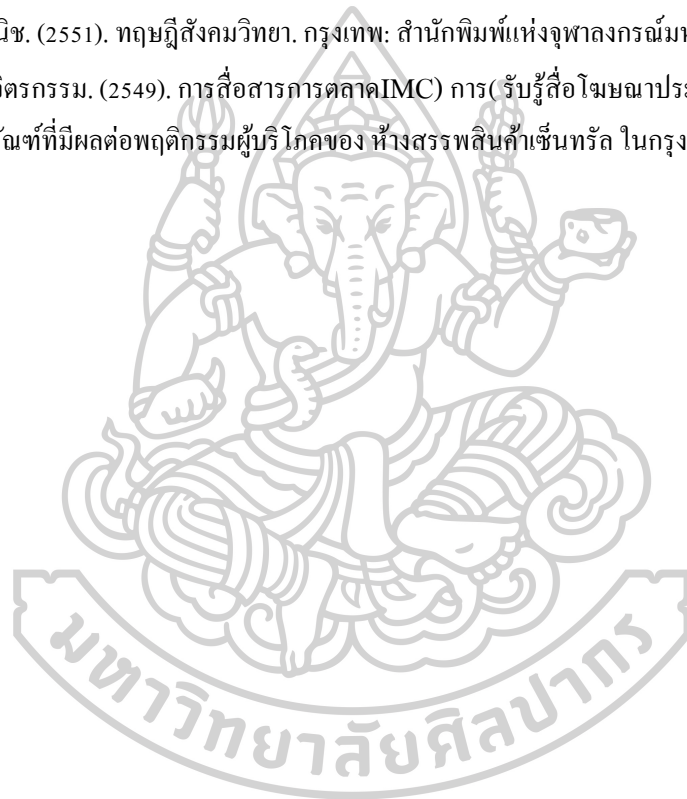 นิช. (2551). ทฤษฎีสังคมวิทยา. กรุงเทพ: สำนักพิมพ์แห่งจุฬาลงกรณ์มห
จิตรกรรม. (2549). การสื่อสารการตลาดIMC) การ( รับรู้สื่อโฆษณาประ
ัณฑ์ที่มีผลต่อพฤติกรรมผู้บริโภคของ ห้างสรรพสินค้าเซ็นทรัล ในกรุง
มหาวิทยาลัยศิลปากร